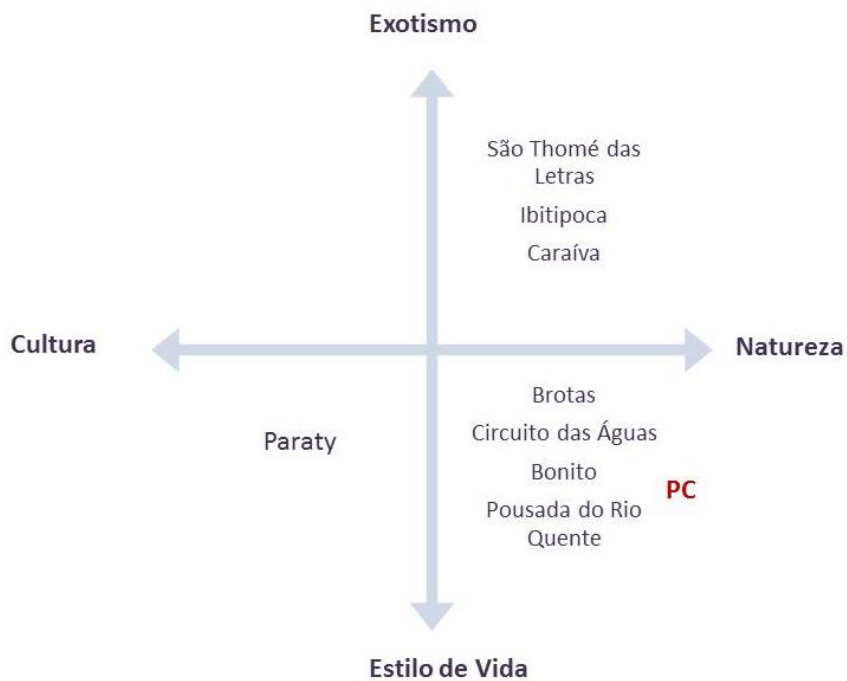 Exotismo
São Thomé das
Letras
Ibitipoca
Caraíva
Cultura
Natureza
Brotas
Paraty
Circuito das Águas
Bonito
PC
Pousada do Rio
Quente
Estilo de Vida